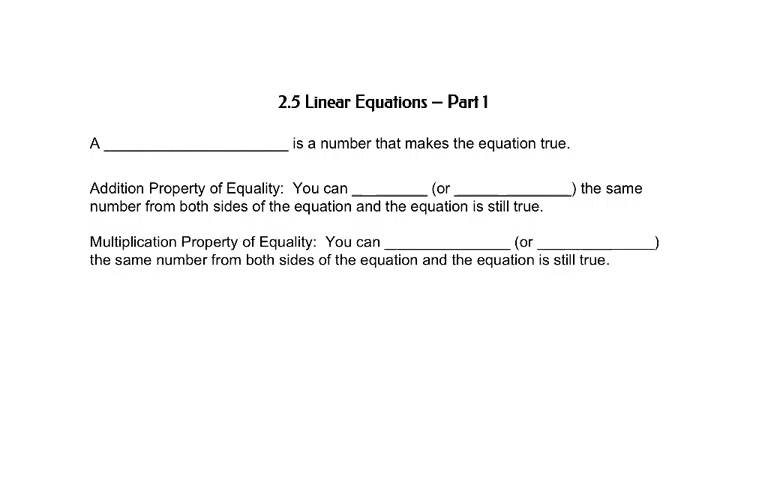 2.5 Linear Equations – Part 1
A ______________________ is a number that makes the equation true.
Addition Property of Equality:  You can _________ (or ______________) the same
number from both sides of the equation and the equation is still true.
Multiplication Property of Equality:  You can _______________ (or ______________)
the same number from both sides of the equation and the equation is still true.